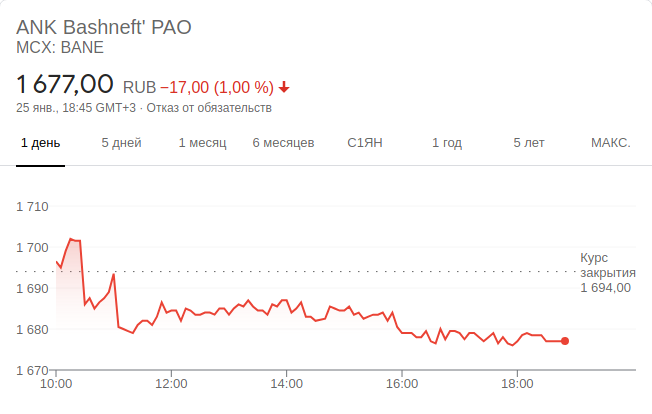 ANK Bashneft' PAO
MCX: BANE
1 677,00 RUB −17,00 (1,00 %)
25 янв., 18:45 GMT+3 · Отказ от обязательств
1 день 5 дней 1 месяц 6 месяцев С1ЯН 1 год 5 лет МАКС.
1 710
1 700
Курс
закрытия
1 694,00
1 690
1 680
1 670
10:00 12:00 14:00 16:00 18:00